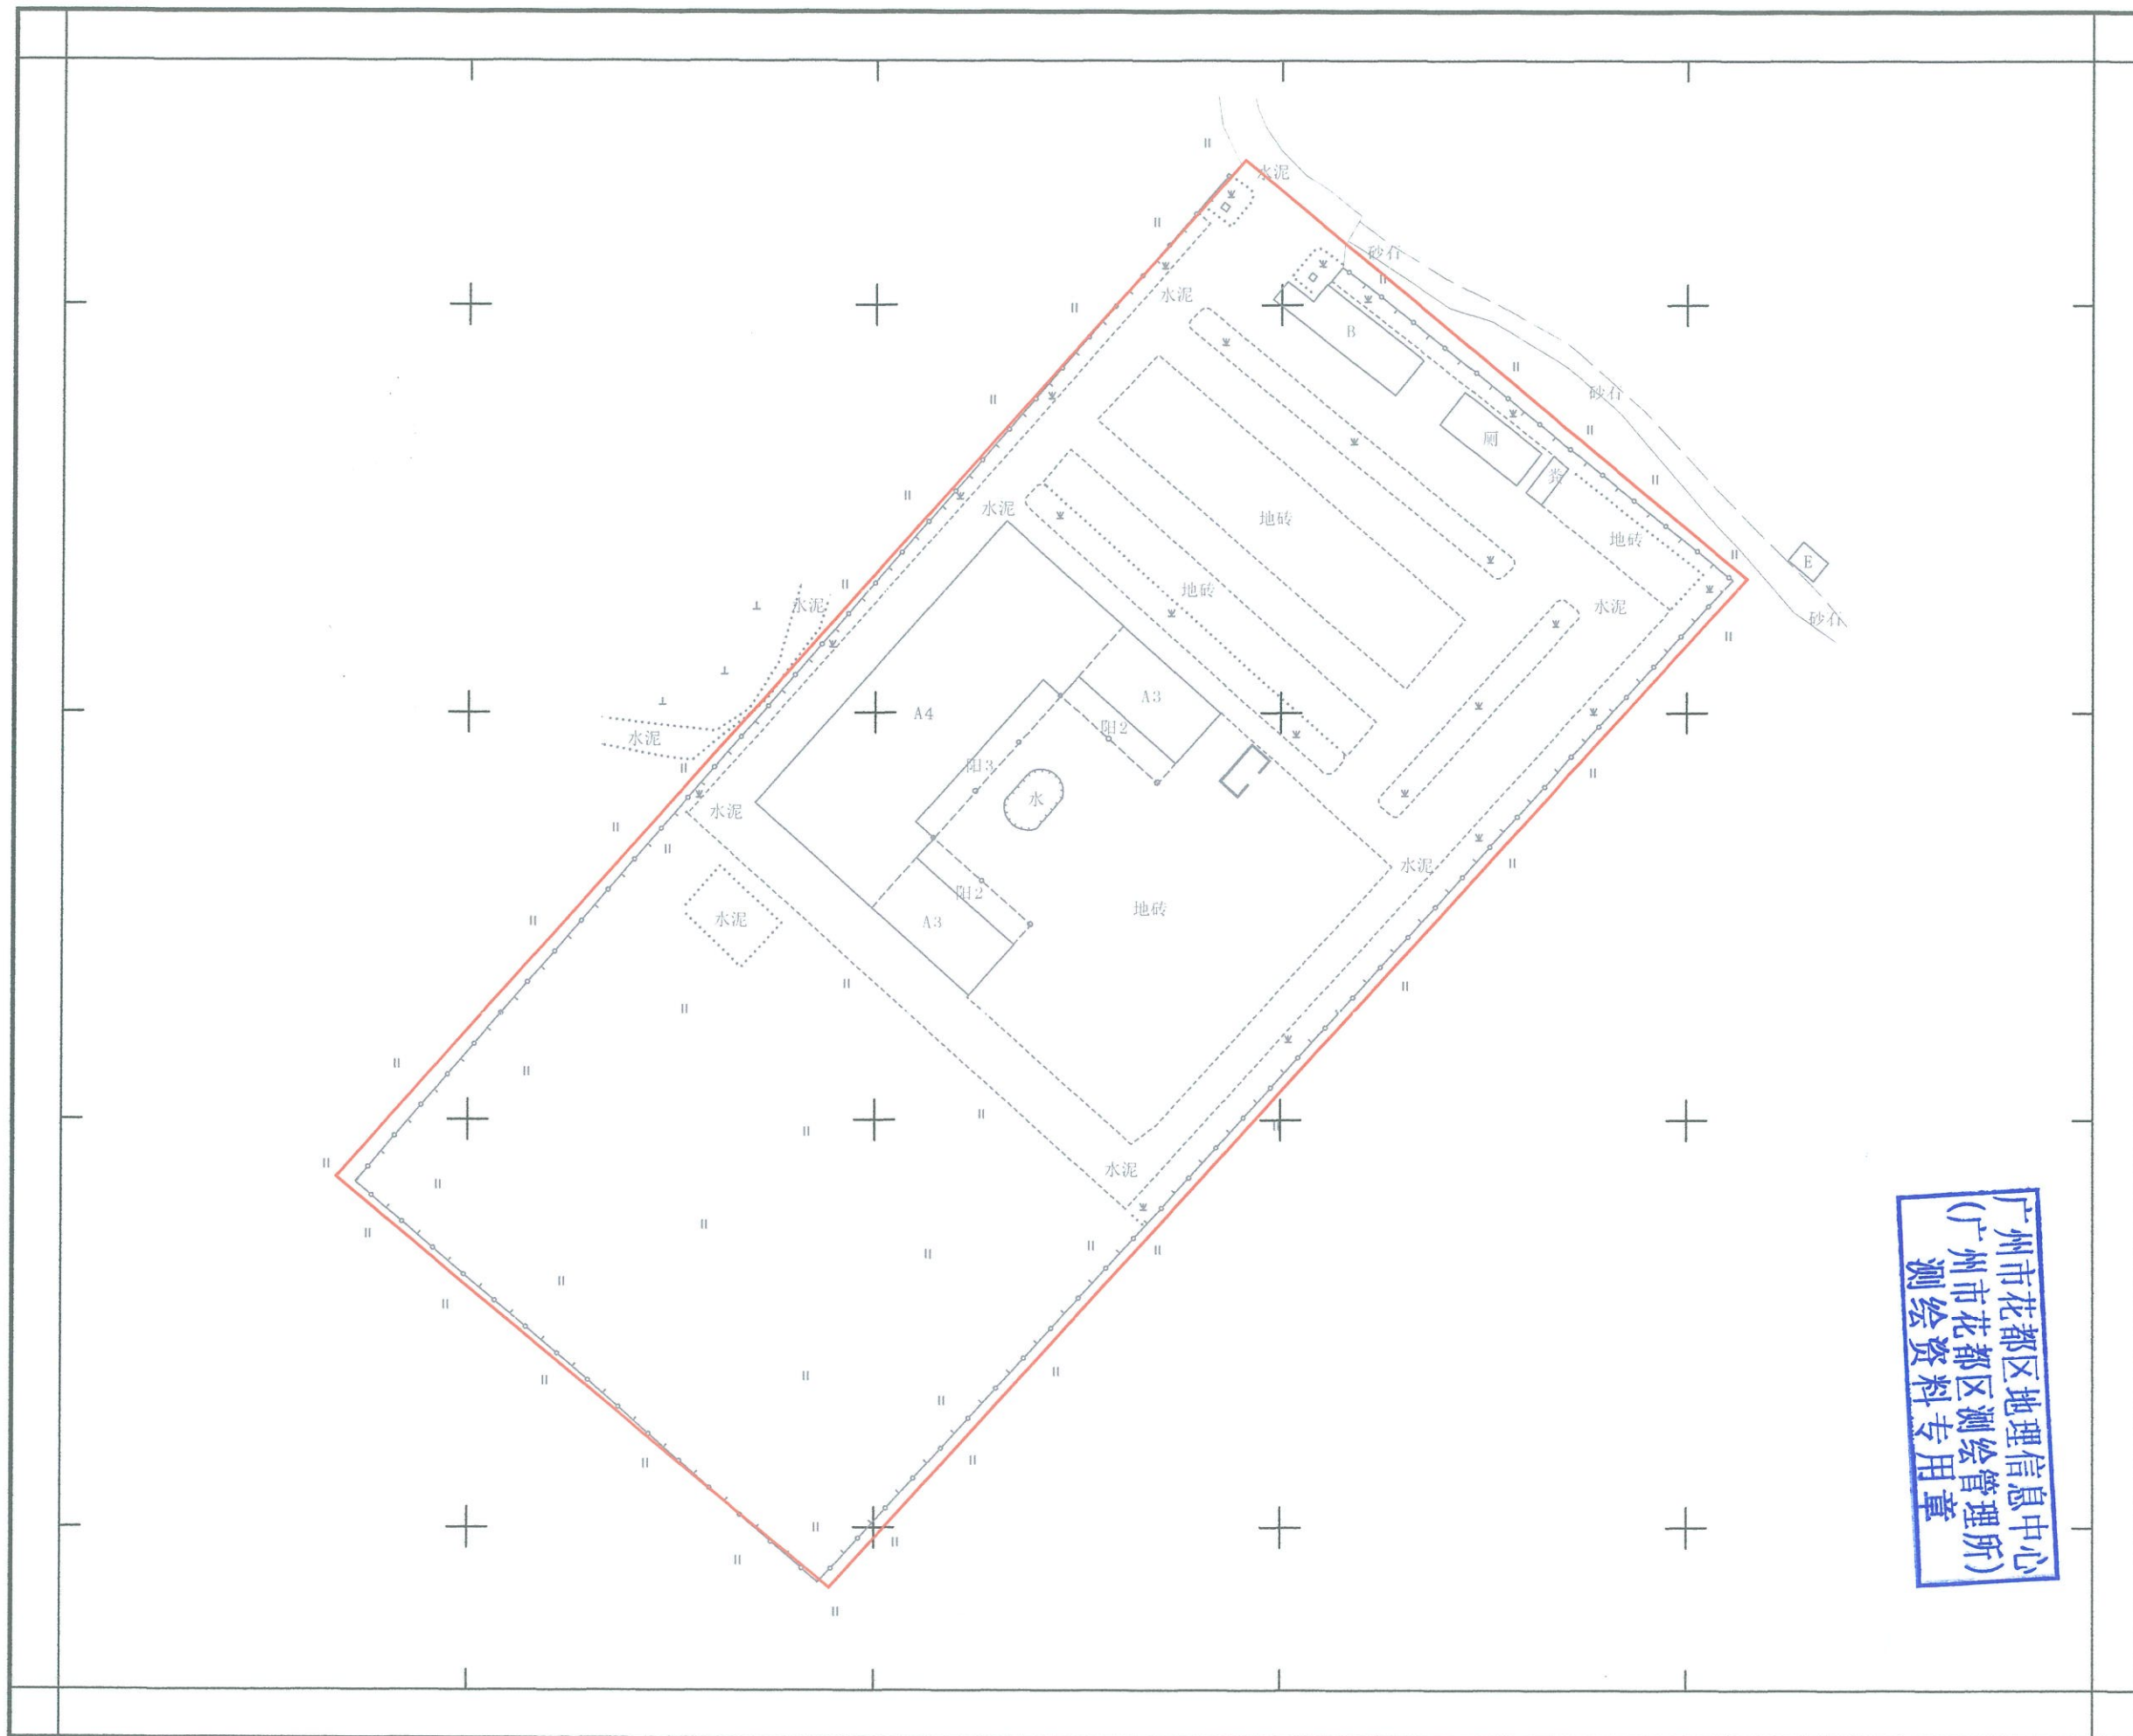 水泥
砂石
水泥
B
砂石
厕
粪
水泥
地砖
地砖
E
地砖
水泥
水泥
砂石
A3
A4
阳2
水泥
阳3
水
水泥
水泥
阳2
地砖
水泥
A3
水泥
广州市花都区地理信息中心
(广州市花都区测绘管理所)
测绘资料专用章